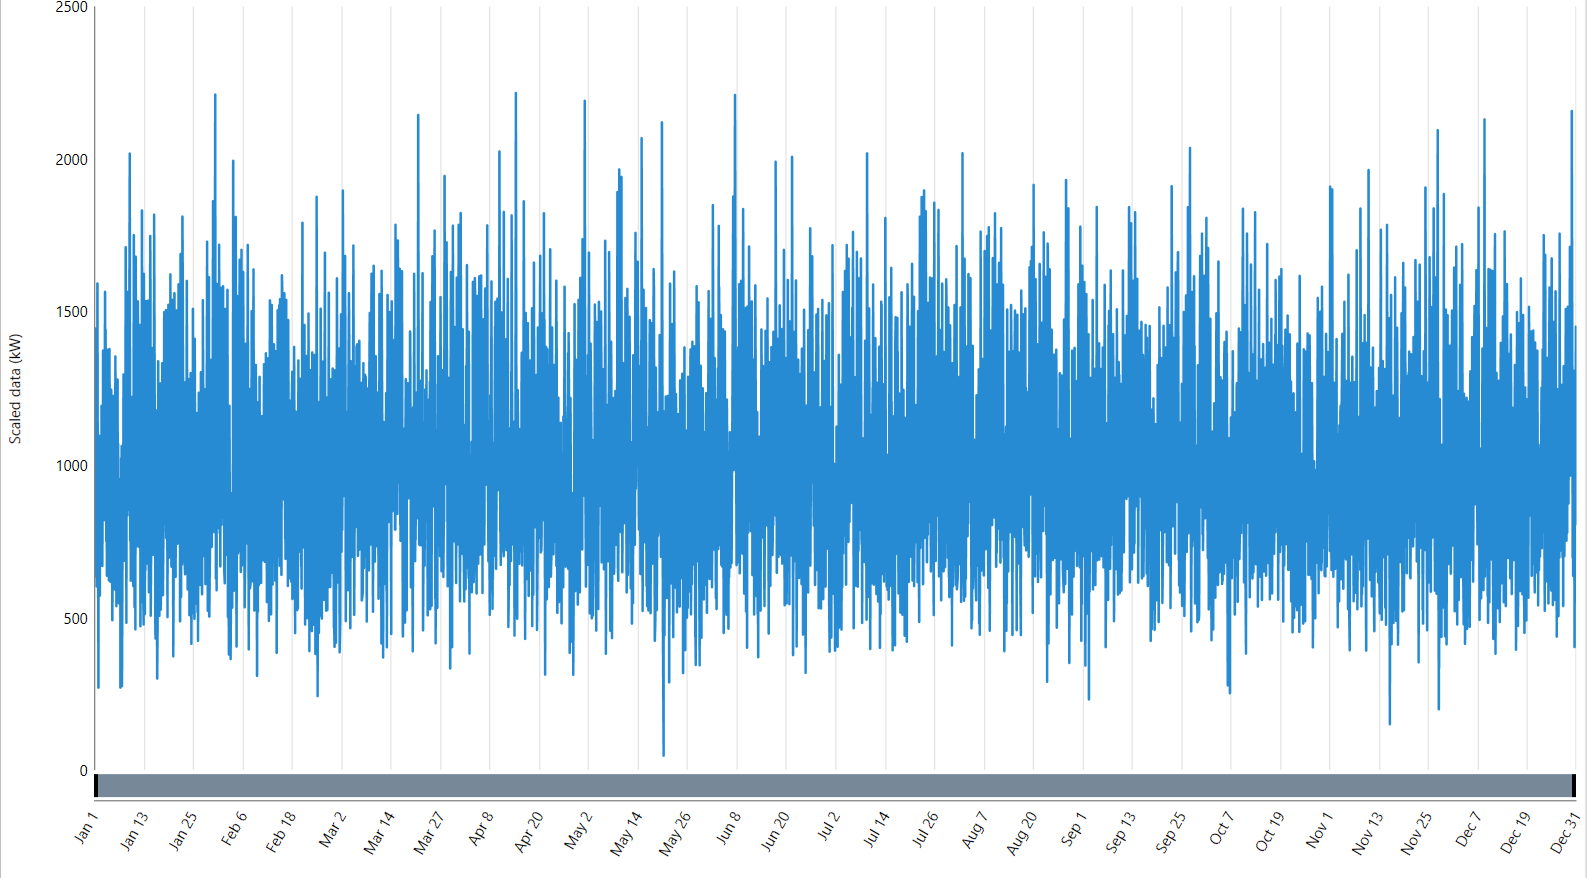 2500
2000
1500
1000
500
0
Scaled data (kW)
Jan 1
Jan 13
Jan 25
Feb 6
Feb 18
Mar 2
Mar 14
Mar 27
Apr 8
Apr 20
May 2
May 14
May 26
Jun 8
Jun 20
Jul 2
Jul 14
Jul 26
Aug 7
Aug 20
Sep 1
Sep 13
Sep 25
Oct 7
Oct 19
Nov 1
Nov 13
Nov 25
Dec 7
Dec 19
Dec 31